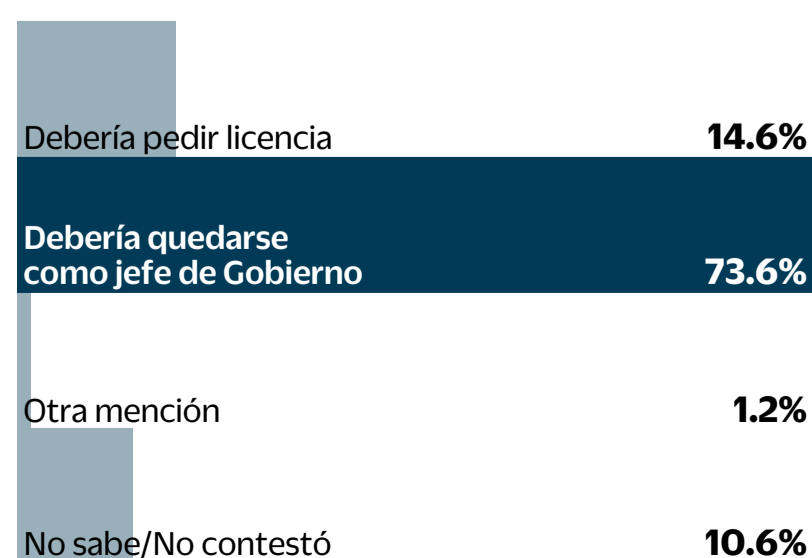 Debería pedir licencia 14.6%
Debería quedarse
como jefe de Gobierno 73.6%
Otra mención 1.2%
No sabe/No contestó 10.6%